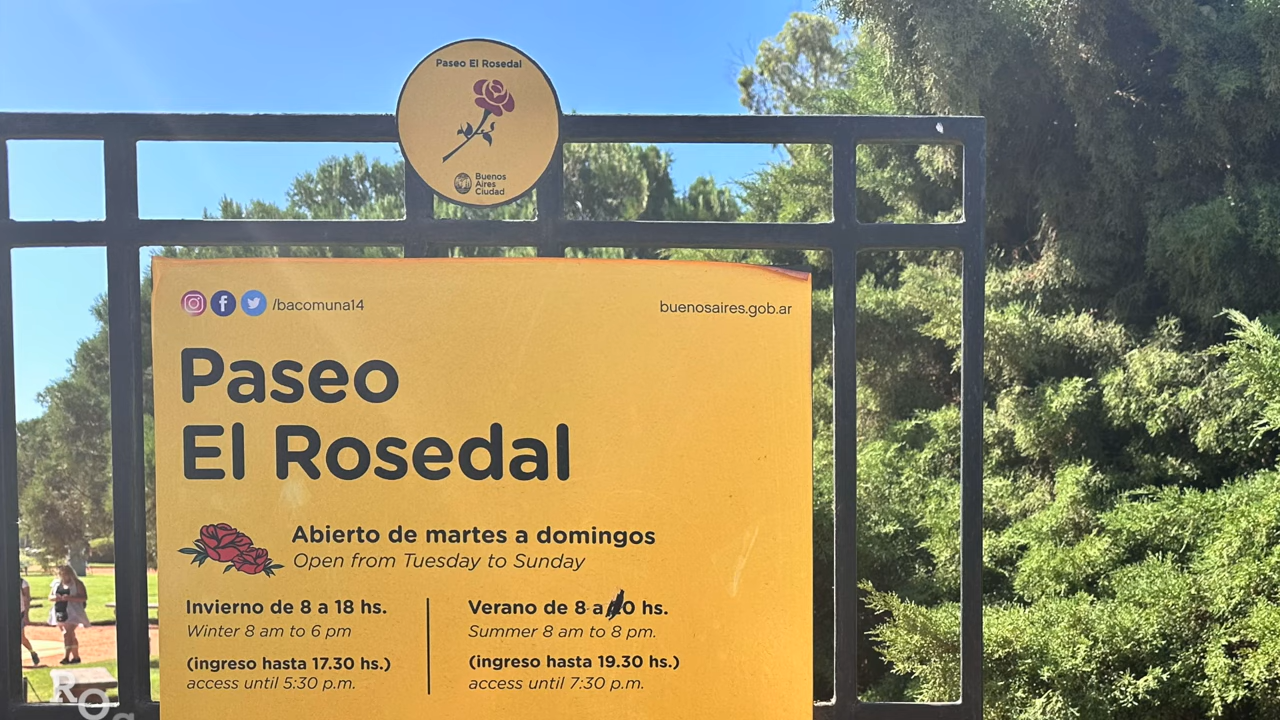 Paseo El Rosedal
Buenos
Aires
Ciudad
/bacomuna14
buenosaires.gob.ar
Paseo
El Rosedal
Abierto de martes a domingos
Open from Tuesday to Sunday
Invierno de 8 a 18 hs.
Winter 8 am to 6 pm
(ingreso hasta 17.30 hs.)
access until 5:30 p.m.
Verano de 8 a 20 hs.
Summer 8 am to 8 pm.
(ingreso hasta 19.30 hs.)
access until 7:30 p.m.